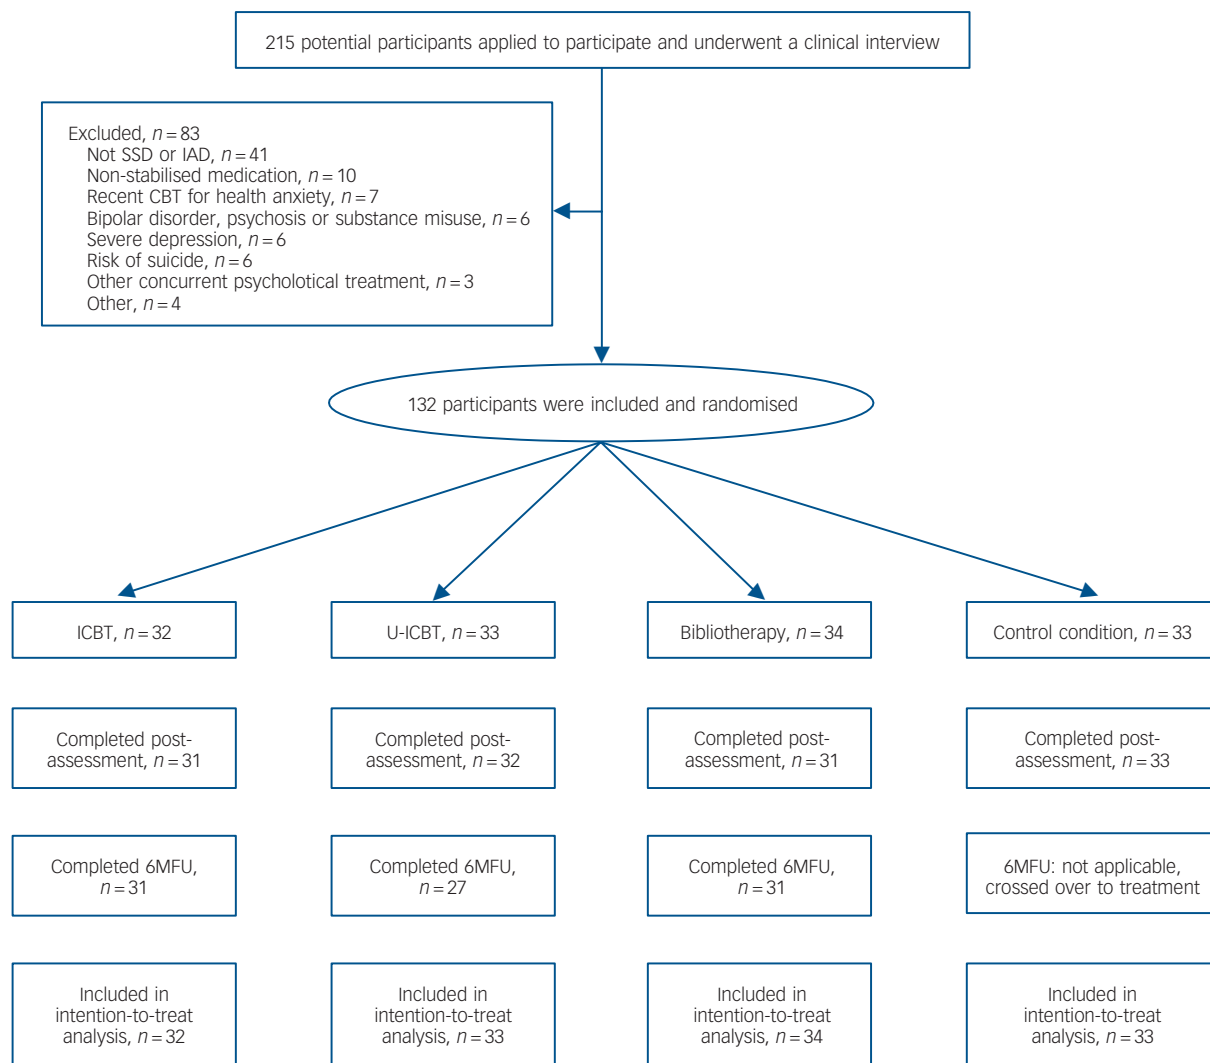 215 potential participants applied to participate and underwent a clinical interview
Excluded, n = 83
Not SSD or IAD, n = 41
Non-stabilised medication, n = 10
Recent CBT for health anxiety, n = 7
Bipolar disorder, psychosis or substance misuse, n = 6
Severe depression, n = 6
Risk of suicide, n = 6
Other concurrent psycholotical treatment, n = 3
Other, n = 4
132 participants were included and randomised
ICBT, n = 32
U-ICBT, n = 33
Bibliotherapy, n = 34
Control condition, n = 33
Completed post-
assessment, n = 31
Completed post-
assessment, n = 32
Completed post-
assessment, n = 31
Completed post-
assessment, n = 33
Completed 6MFU,
n = 31
Completed 6MFU,
n = 27
Completed 6MFU,
n = 31
6MFU: not applicable,
crossed over to treatment
Included in
intention-to-treat
analysis, n = 32
Included in
intention-to-treat
analysis, n = 33
Included in
intention-to-treat
analysis, n = 34
Included in
intention-to-treat
analysis, n = 33